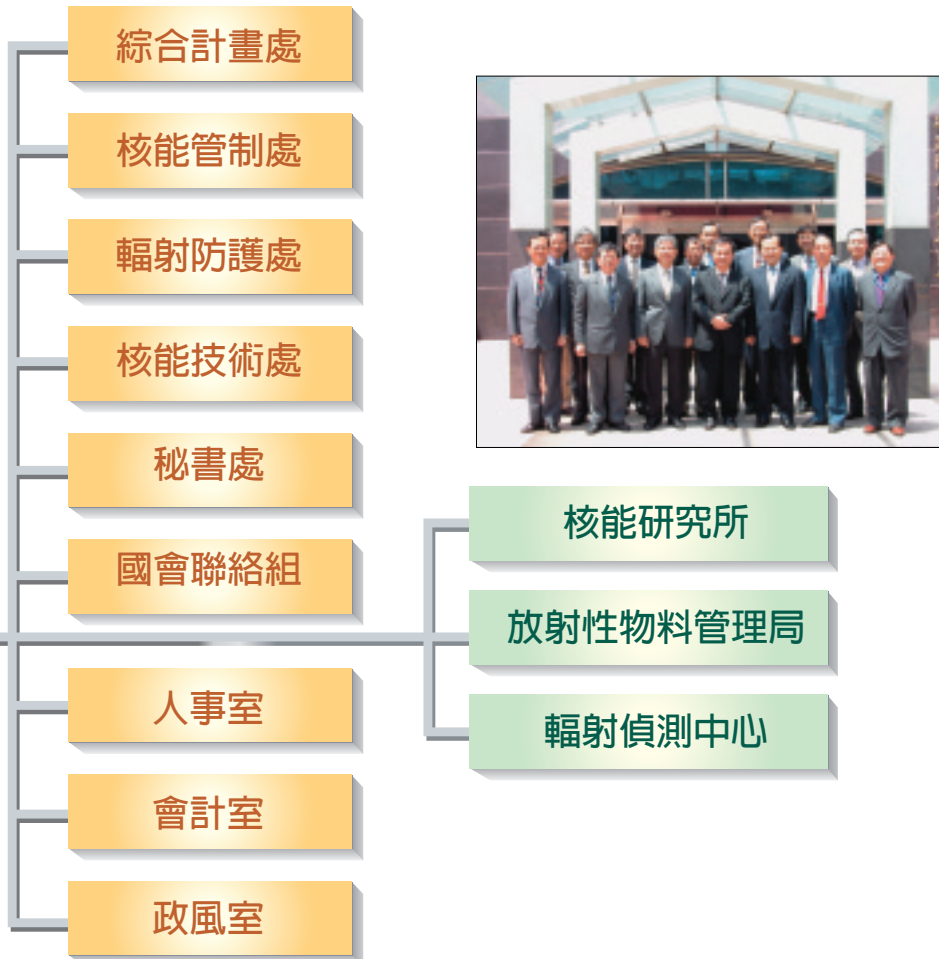 綜合計畫處
核能管制處
輻射防護處
核能技術處
秘書處
國會聯絡組
人事室
會計室
政風室
核能研究所
放射性物料管理局
輻射偵測中心